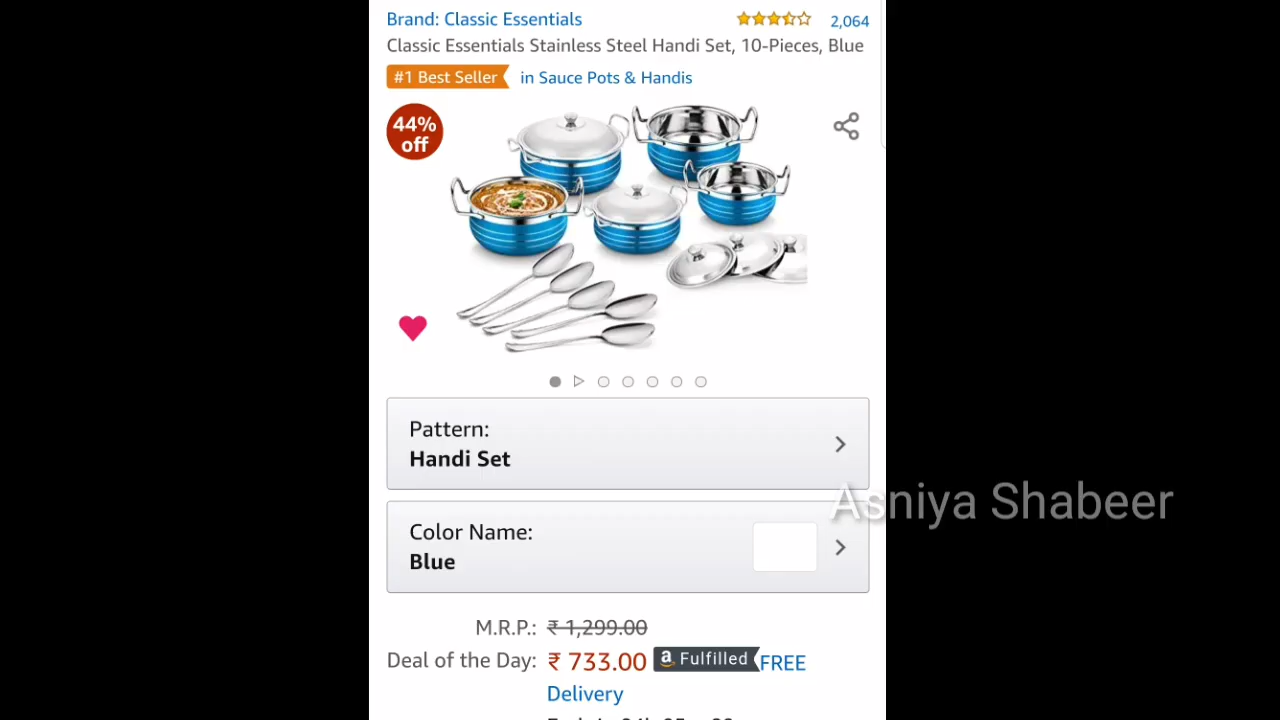 Brand: Classic Essentials
2,064
Classic Essentials Stainless Steel Handi Set, 10-Pieces, Blue
#1 Best Seller in Sauce Pots & Handis
44%
off
Pattern:
Handi Set
Asniya Shabeer
Color Name:
Blue
M.R.P.: ₹ 1,299.00
Deal of the Day: ₹ 733.00 a Fulfilled FREE
Delivery